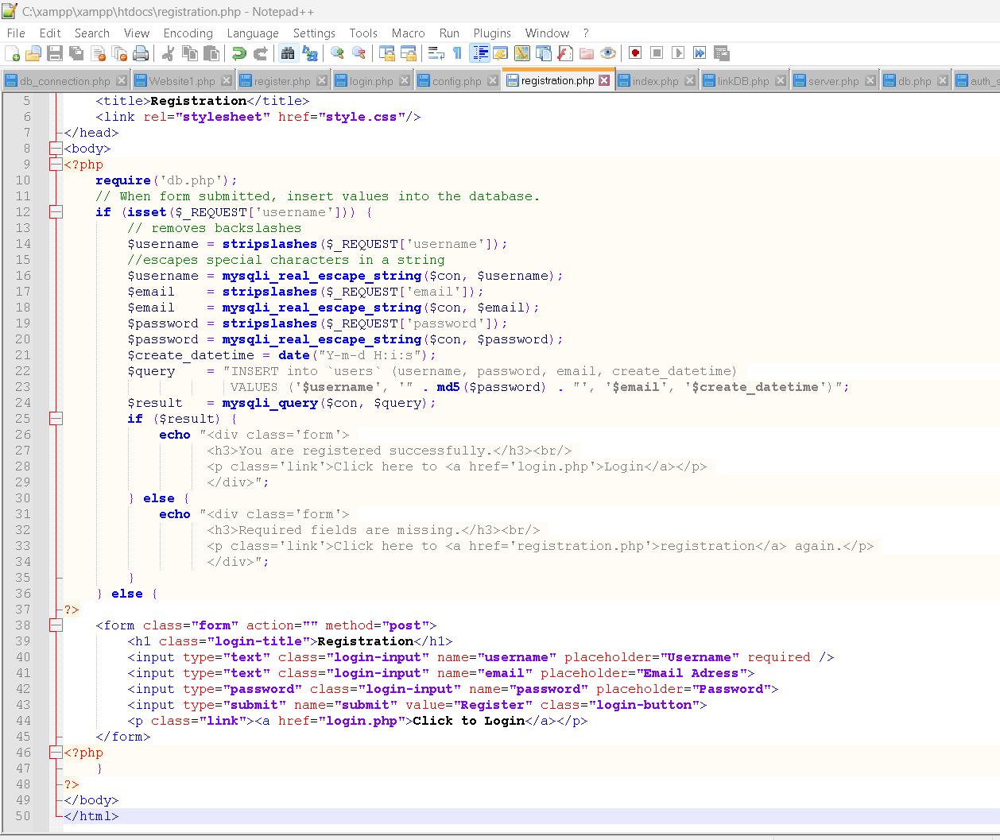 C:\xampp\xampp\htdocs\registration.php - Notepad++
File Edit Search View Encoding Language Settings Tools Macro Run Plugins Window ?
db_connection.php Website1.php register.php login.php config.php registration.php index.php linkDB.php server.php db.php
5 <title>Registration</title>
6 <link rel="stylesheet" href="style.css"/>
7 </head>
8 <body>
9 <?php
10 require('db.php');
11 // When form submitted, insert values into the database.
12 if (isset($_REQUEST['username'])) {
13 // removes backslashes
14 $username = stripslashes($_REQUEST['username']);
15 //escapes special characters in a string
16 $username = mysqli_real_escape_string($con, $username);
17 $email    = stripslashes($_REQUEST['email']);
18 $email    = mysqli_real_escape_string($con, $email);
19 $password = stripslashes($_REQUEST['password']);
20 $password = mysqli_real_escape_string($con, $password);
21 $create_datetime = date("Y-m-d H:i:s");
22 $query    = "INSERT into `users` (username, password, email, create_datetime)
23 VALUES ('$username', '" . md5($password) . "', '$email', '$create_datetime')";
24 $result   = mysqli_query($con, $query);
25 if ($result) {
26 echo "<div class='form'>
27 <h3>You are registered successfully.</h3><br/>
28 <p class='link'>Click here to <a href='login.php'>Login</a></p>
29 </div>";
30 } else {
31 echo "<div class='form'>
32 <h3>Required fields are missing.</h3><br/>
33 <p class='link'>Click here to <a href='registration.php'>registration</a> again.</p>
34 </div>";
35 }
36 } else {
37 ?>
38 <form class="form" action="" method="post">
39 <h1 class="login-title">Registration</h1>
40 <input type="text" class="login-input" name="username" placeholder="Username" required />
41 <input type="text" class="login-input" name="email" placeholder="Email Adress">
42 <input type="password" class="login-input" name="password" placeholder="Password">
43 <input type="submit" name="submit" value="Register" class="login-button">
44 <p class="link"><a href="login.php">Click to Login</a></p>
45 </form>
46 <?php
47 }
48 ?>
49 </body>
50 </html>